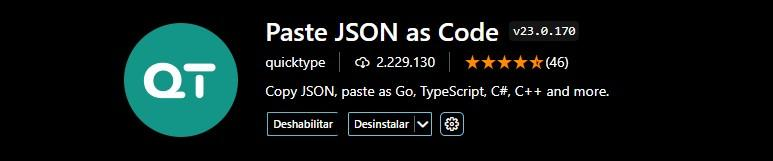 QT
Paste JSON as Code v23.0.170
quicktype 2.229.130 (46)
Copy JSON, paste as Go, TypeScript, C#, C++ and more.
Deshabilitar Desinstalar